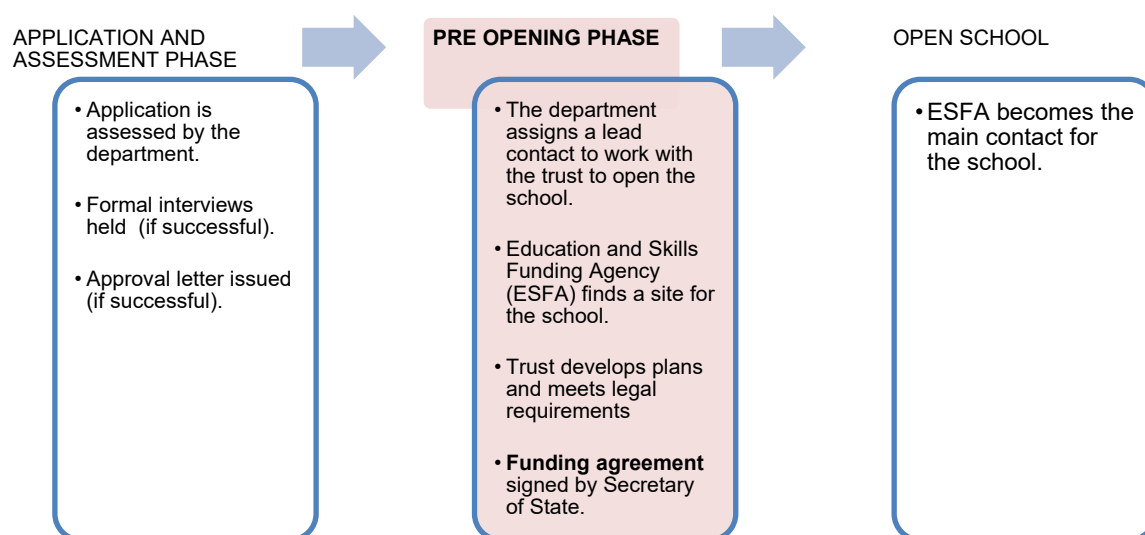 APPLICATION AND
ASSESSMENT PHASE
• Application is
assessed by the
department.
• Formal interviews
held  (if successful).
• Approval letter issued
(if successful).
PRE OPENING PHASE
• The department
assigns a lead
contact to work with
the trust to open the
school.
• Education and Skills
Funding Agency
(ESFA) finds a site for
the school.
• Trust develops plans
and meets legal
requirements
• Funding agreement
signed by Secretary
of State.
OPEN SCHOOL
• ESFA becomes the
main contact for
the school.